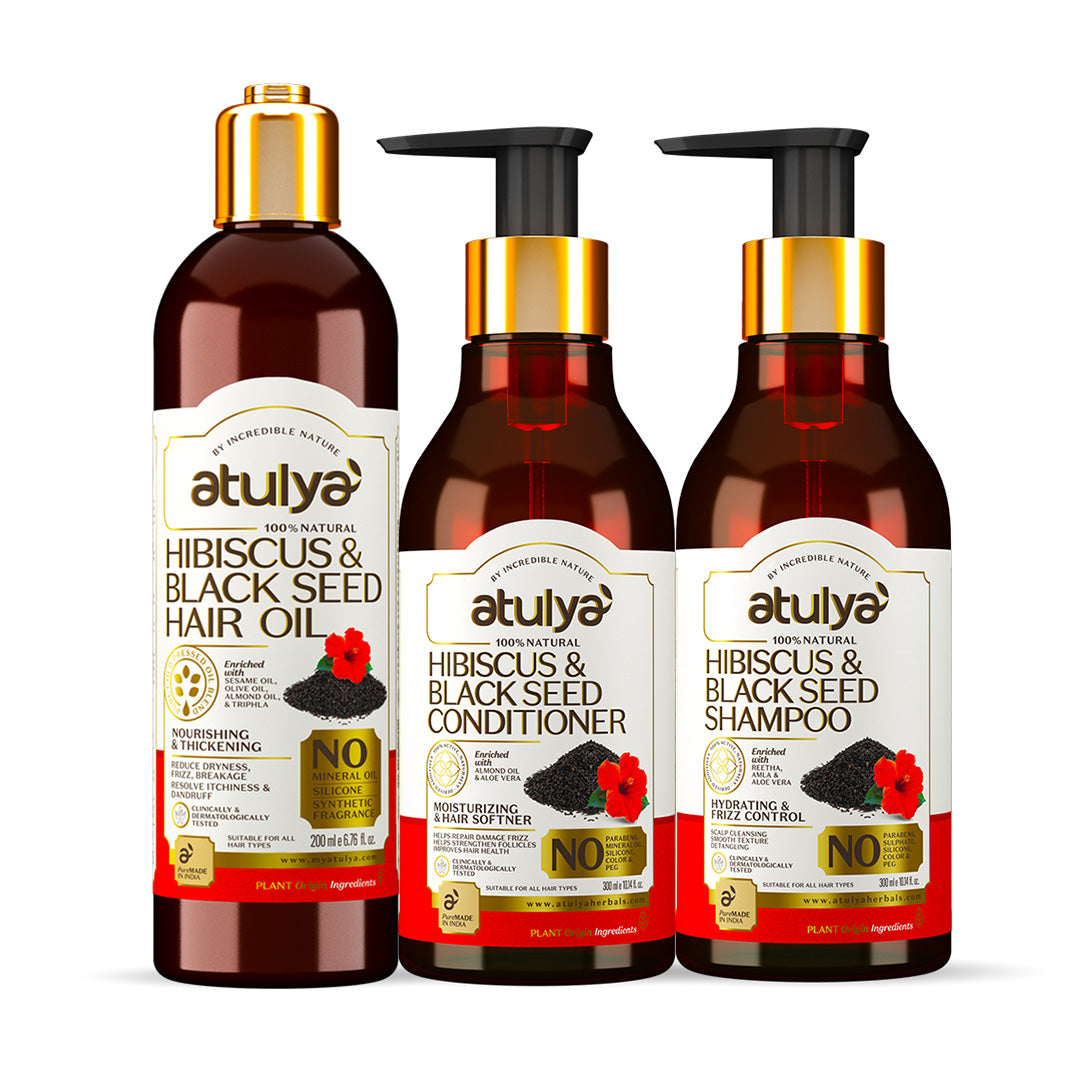 BY INCREDIBLE NATURE
atulya
100% NATURAL
HIBISCUS &
BLACK SEED
HAIR OIL
Enriched
with
SESAME OIL,
OLIVE OIL,
ALMOND OIL,
& TRIPHLA
NOURISHING
& THICKENING
REDUCE DRYNESS,
FRIZZ, BREAKAGE
RESOLVE ITCHINESS &
DANDRUFF
CLINICALLY &
DERMATOLOGICALLY
TESTED
NO
MINERAL OIL
SILICONE
SYNTHETIC
FRAGRANCE
SUITABLE FOR ALL
HAIR TYPES
200 ml e 6.76 fl. oz.
www.myatulya.com
PureMADE
IN INDIA
PLANT Origin Ingredients
BY INCREDIBLE NATURE
atulya
100% NATURAL
HIBISCUS &
BLACK SEED
CONDITIONER
Enriched
with
ALMOND OIL
& ALOE VERA
MOISTURIZING
& HAIR SOFTNER
HELPS REPAIR DAMAGE FRIZZ
HELPS STRENGTHEN FOLLICLES
IMPROVES HAIR HEALTH
CLINICALLY &
DERMATOLOGICALLY
TESTED
NO
PARABENS,
MINERAL OIL,
SILICONE,
COLOR &
PEG
SUITABLE FOR ALL HAIR TYPES
300 ml e 10.14 fl. oz.
www.atulyaherbals.com
PureMADE
IN INDIA
PLANT Origin Ingredients
BY INCREDIBLE NATURE
atulya
100% NATURAL
HIBISCUS &
BLACK SEED
SHAMPOO
Enriched
with
REETHA,
AMLA &
ALOE VERA
HYDRATING &
FRIZZ CONTROL
SCALP CLEANSING
SMOOTH TEXTURE
DETANGLING
CLINICALLY &
DERMATOLOGICALLY
TESTED
NO
PARABENS,
SULPHATE,
SILICONE,
COLOR &
PEG
SUITABLE FOR ALL HAIR TYPES
300 ml e 10.14 fl. oz.
www.atulyaherbals.com
PureMADE
IN INDIA
PLANT Origin Ingredients